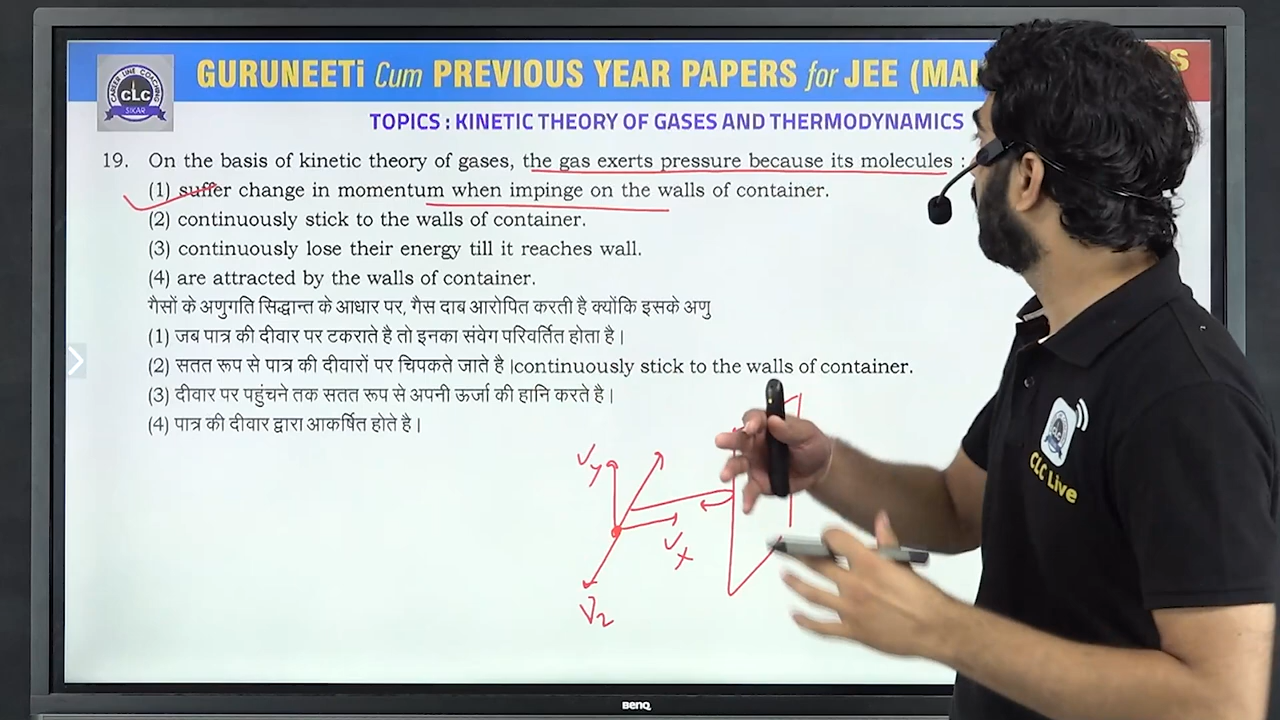 GURUNEETi Cum PREVIOUS YEAR PAPERS for JEE
S
CAREER LINE COACHING
CLC
SIKAR
TOPICS : KINETIC THEORY OF GASES AND THERMODYNAMICS
19. On the basis of kinetic theory of gases, the gas exerts pressure because its molecules :
(1) suffer change in momentum when impinge on the walls of container.
(2) continuously stick to the walls of container.
(3) continuously lose their energy till it reaches wall.
(4) are attracted by the walls of container.
गैसों के अणुगति सिद्धान्त के आधार पर, गैस दाब आरोपित करती है क्योंकि इसके अणु
(1) जब पात्र की दीवार पर टकराते है तो इनका संवेग परिवर्तित होता है।
(2) सतत रूप से पात्र की दीवारों पर चिपकते जाते है।continuously stick to the walls of container.
(3) दीवार पर पहुंचने तक सतत रूप से अपनी ऊर्जा की हानि करते है।
(4) पात्र की दीवार द्वारा आकर्षित होते है।
Vy
Vx
Vz
CLC
CLC Live
BenQ